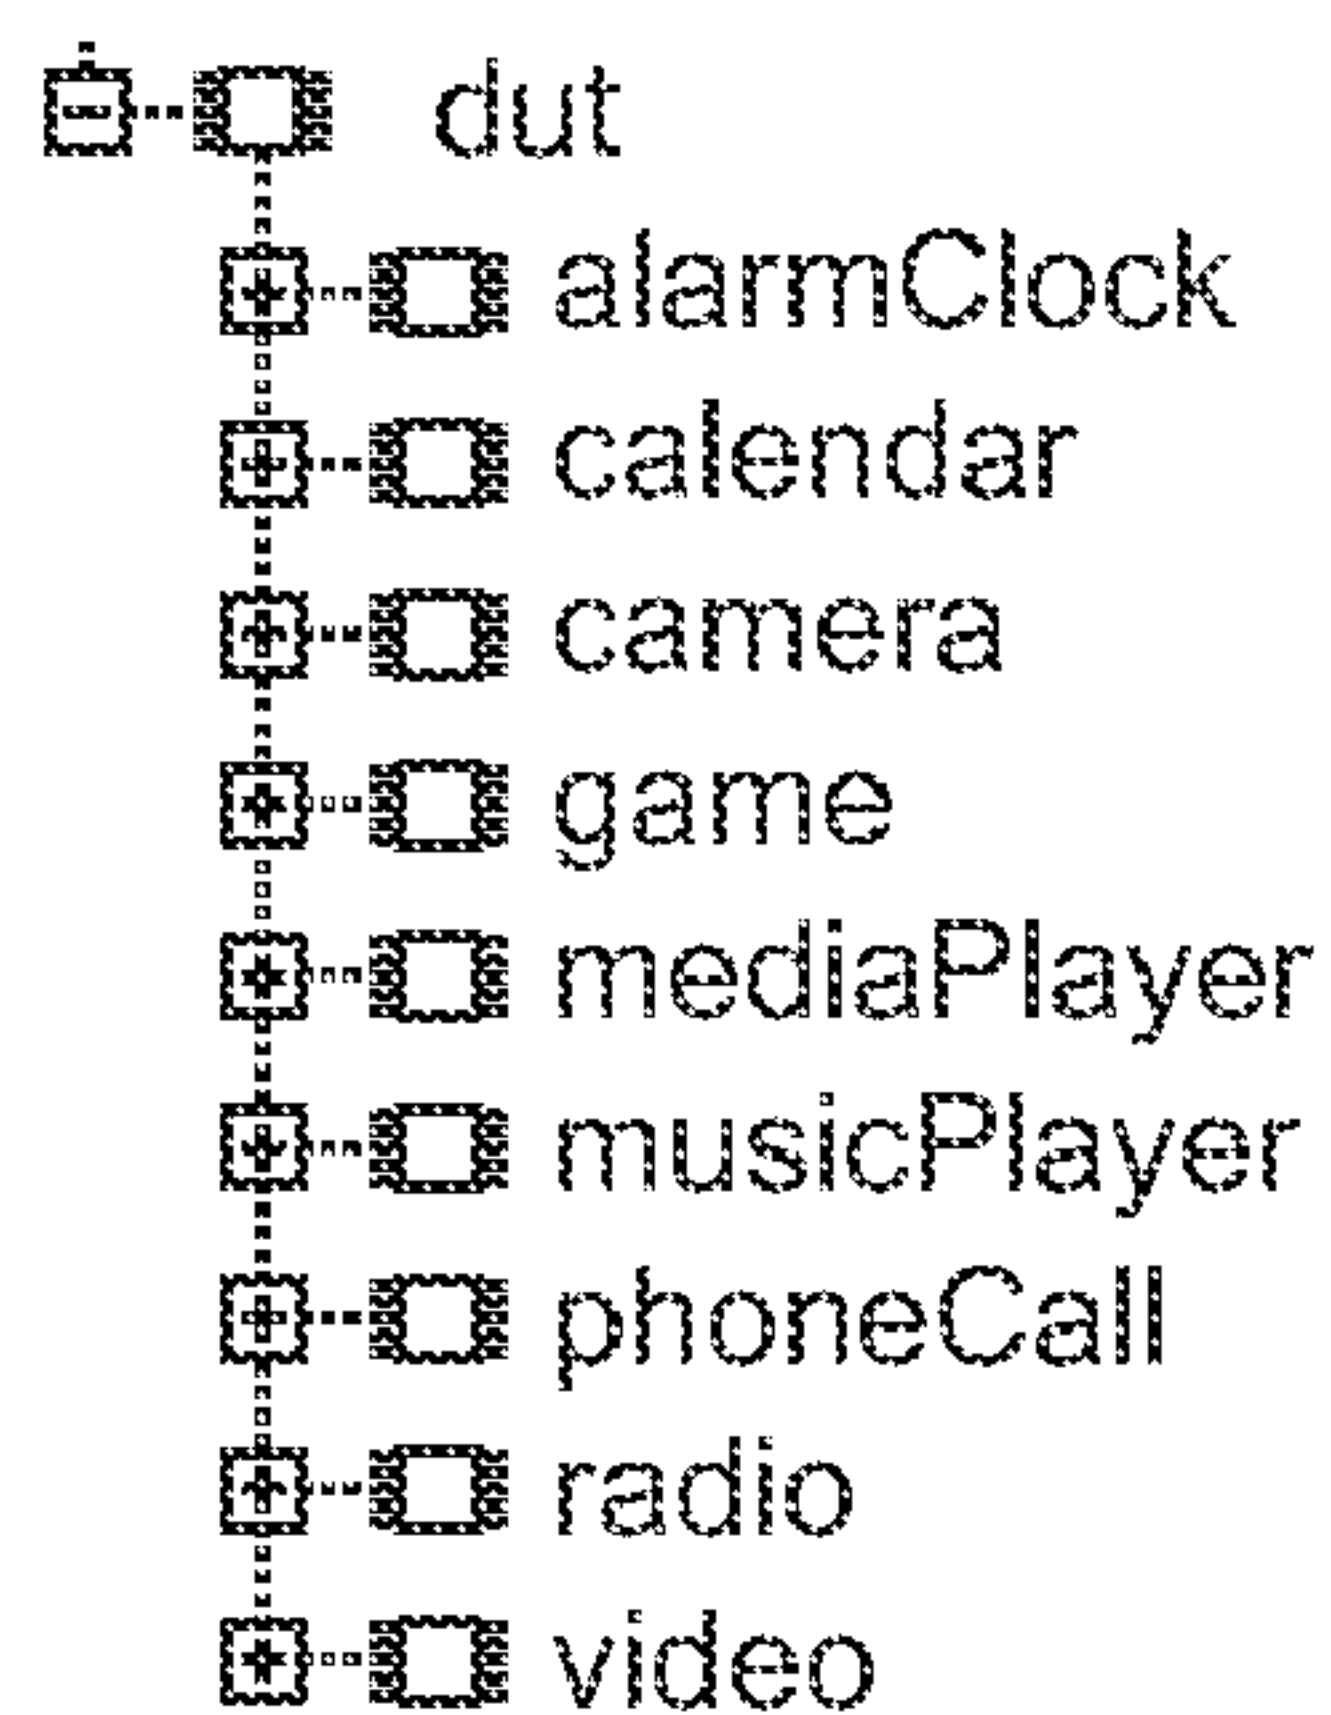 dut
alarmClock
calendar
camera
game
mediaPlayer
musicPlayer
phoneCall
radio
video